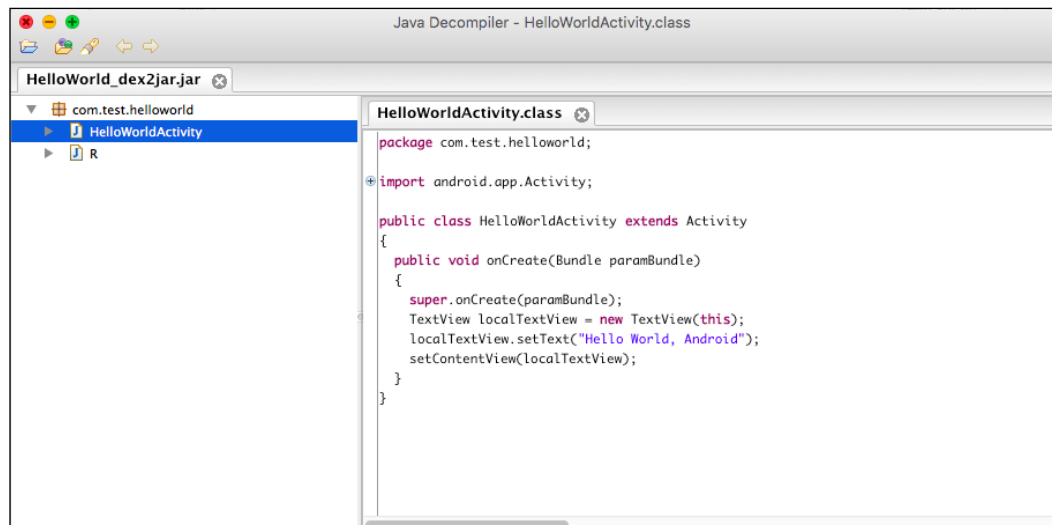 Java Decompiler - HelloWorldActivity.class
HelloWorld_dex2jar.jar
com.test.helloworld
HelloWorldActivity
R
HelloWorldActivity.class
package com.test.helloworld;
import android.app.Activity;
public class HelloWorldActivity extends Activity
{
public void onCreate(Bundle paramBundle)
{
super.onCreate(paramBundle);
TextView localTextView = new TextView(this);
localTextView.setText("Hello World, Android");
setContentView(localTextView);
}
}